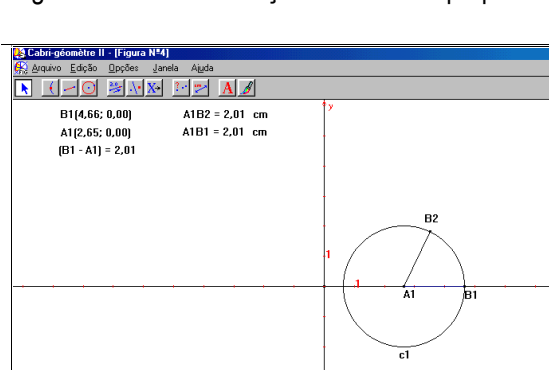 Cabri-géomètre II - [Figura Nº4]
Arquivo Edição Opções Janela Ajuda
B1(4,66; 0,00) A1B2 = 2,01 cm
A1(2,65; 0,00) A1B1 = 2,01 cm
(B1 - A1) = 2,01
y
B2
1
1
A1 B1
c1